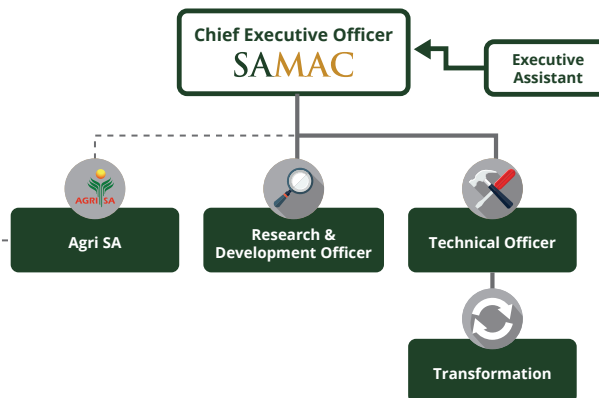 Chief Executive Officer
SAMAC
Executive
Assistant
AGRI SA
Agri SA
Research &
Development Officer
Technical Officer
Transformation